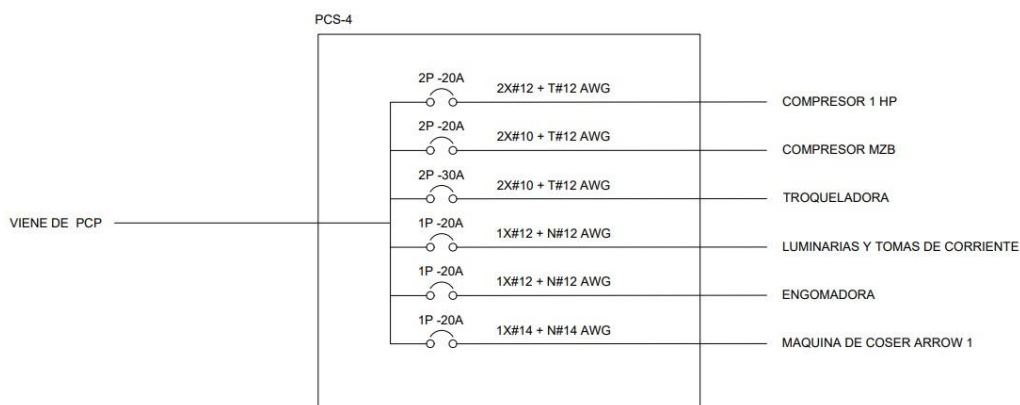 PCS-4
2P -20A
2X#12 + T#12 AWG
COMPRESOR 1 HP
2P -20A
2X#10 + T#12 AWG
COMPRESOR MZB
2P -30A
2X#10 + T#12 AWG
TROQUELADORA
VIENE DE PCP
1P -20A
1X#12 + N#12 AWG
LUMINARIAS Y TOMAS DE CORRIENTE
1P -20A
1X#12 + N#12 AWG
ENGOMADORA
1P -20A
1X#14 + N#14 AWG
MAQUINA DE COSER ARROW 1